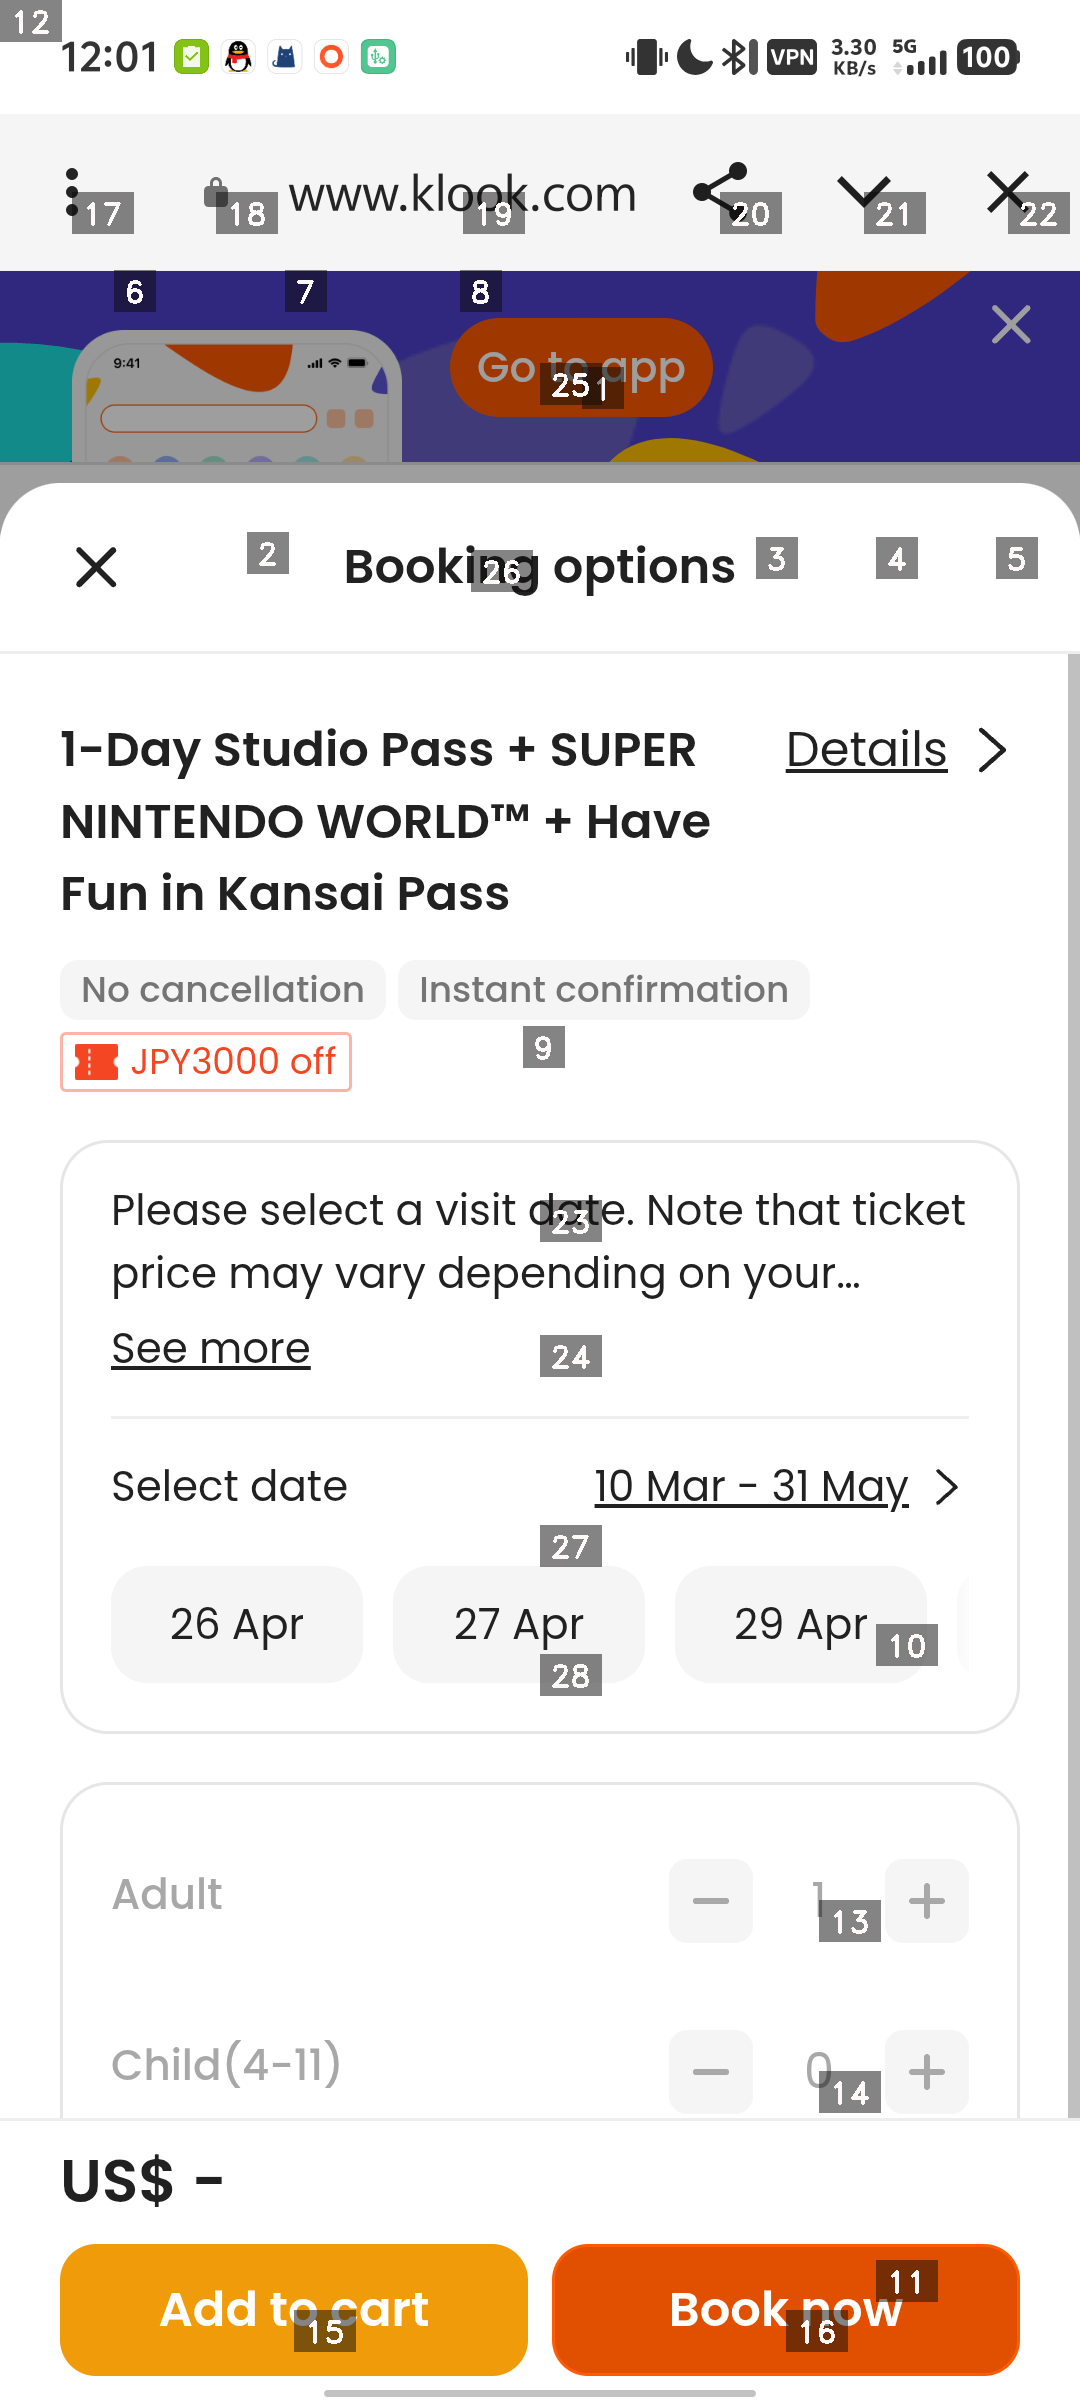 12
12:01
VPN
3.30 KB/s
5G
100
17
18
www.klook.com
19
20
21
22
6
7
8
9:41
Go to app
25
1
2
Booking options
26
3
4
5
1-Day Studio Pass + SUPER
NINTENDO WORLD™ + Have
Fun in Kansai Pass
Details
No cancellation
Instant confirmation
JPY3000 off
9
Please select a visit date. Note that ticket
23
price may vary depending on your...
See more
24
Select date
10 Mar - 31 May
27
26 Apr
27 Apr
29 Apr
10
28
Adult
1
13
Child(4-11)
0
14
US$ -
11
Add to cart
15
Book now
16